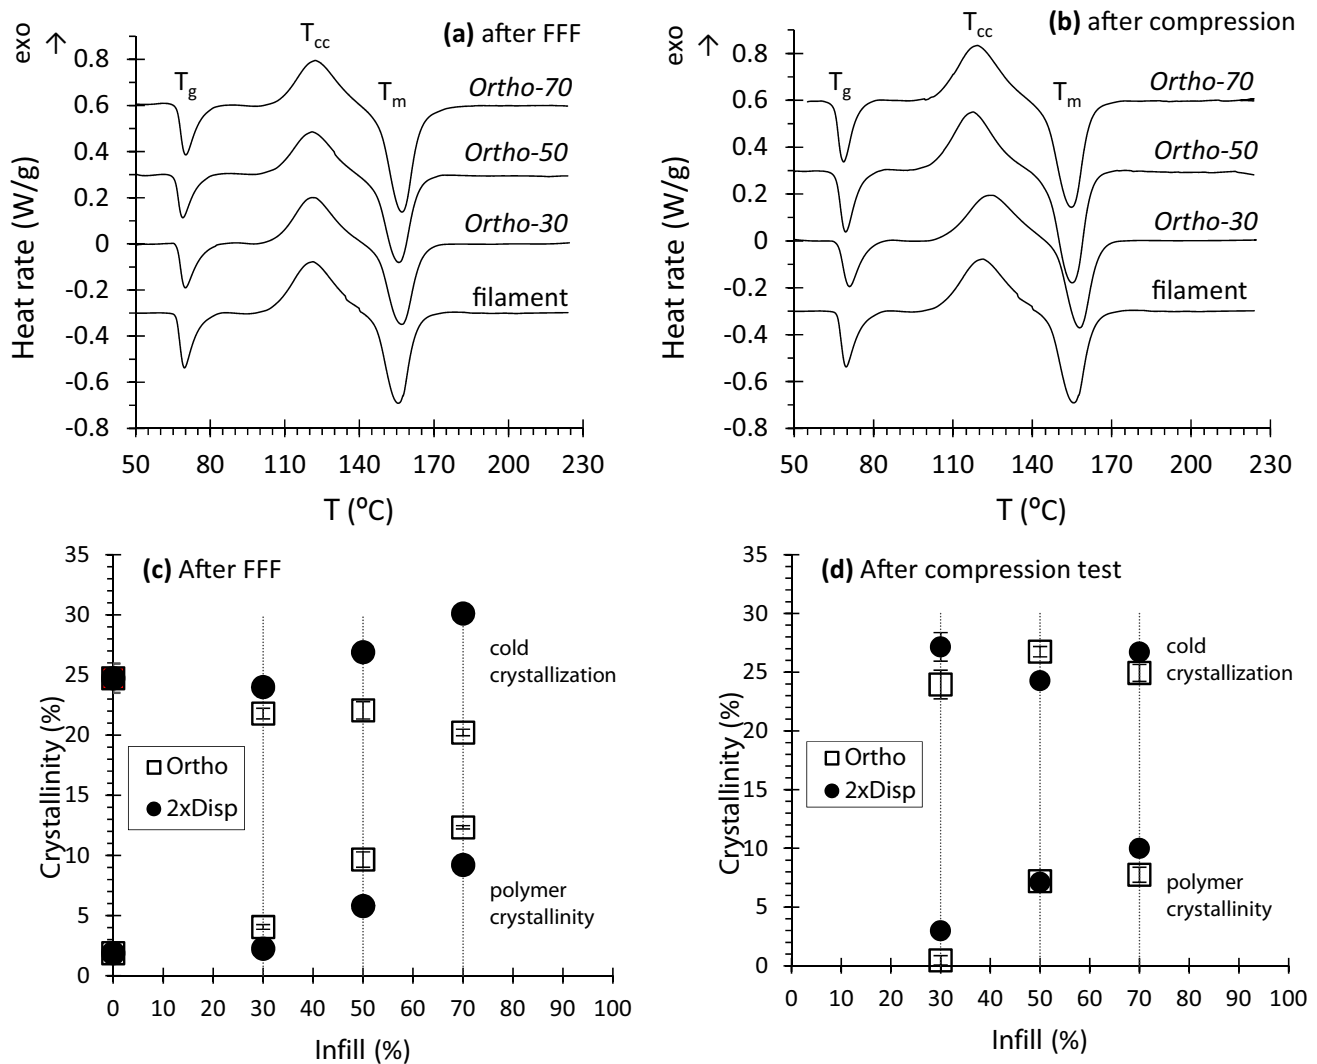 exo ↑
(a) after FFF
Tcc
Tg
Tm
Ortho-70
Ortho-50
Ortho-30
filament
Heat rate (W/g)
0.8
0.6
0.4
0.2
0
-0.2
-0.4
-0.6
-0.8
50 80 110 140 170 200 230
T (°C)
exo ↑
(b) after compression
Tcc
Tg
Tm
Ortho-70
Ortho-50
Ortho-30
filament
Heat rate (W/g)
0.8
0.6
0.4
0.2
0
-0.2
-0.4
-0.6
-0.8
50 80 110 140 170 200 230
T (°C)
(c) After FFF
Crystallinity (%)
35
30
25
20
15
10
5
0
cold
crystallization
Ortho
2xDisp
polymer
crystallinity
0 10 20 30 40 50 60 70 80 90 100
Infill (%)
(d) After compression test
Crystallinity (%)
35
30
25
20
15
10
5
0
cold
crystallization
Ortho
2xDisp
polymer
crystallinity
0 10 20 30 40 50 60 70 80 90 100
Infill (%)